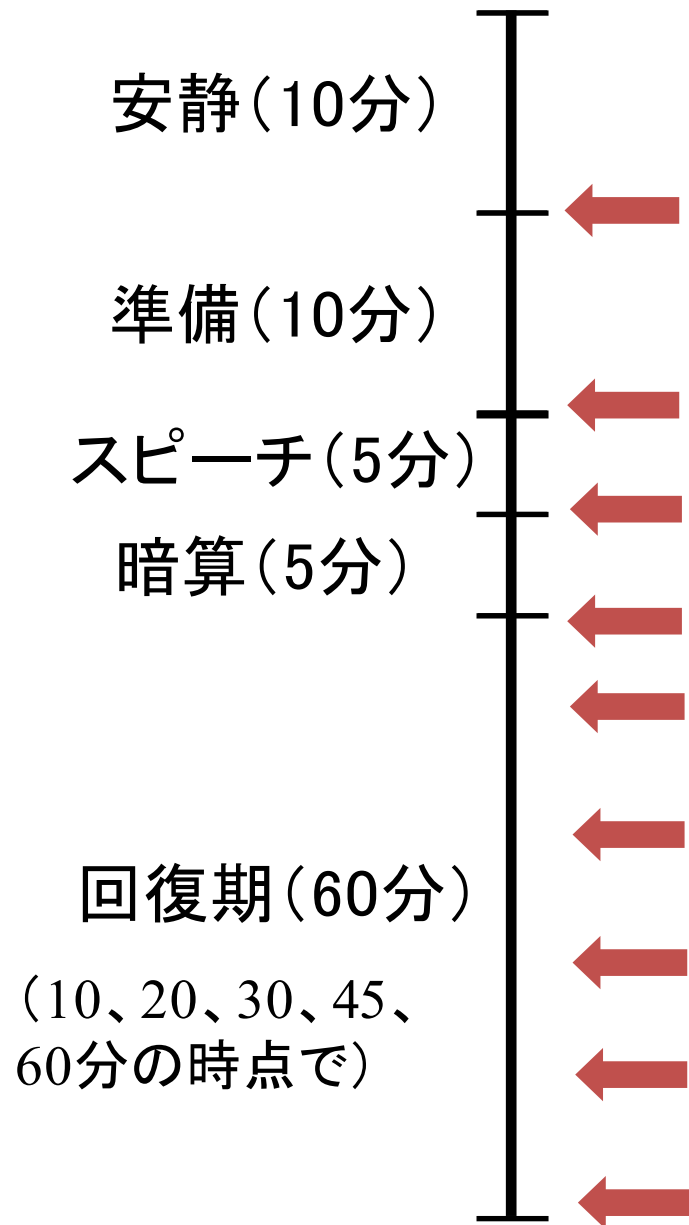 安静（10分）
準備（10分）
スピーチ（5分）
暗算（5分）
回復期（60分）
（10、20、30、45、
60分の時点で）